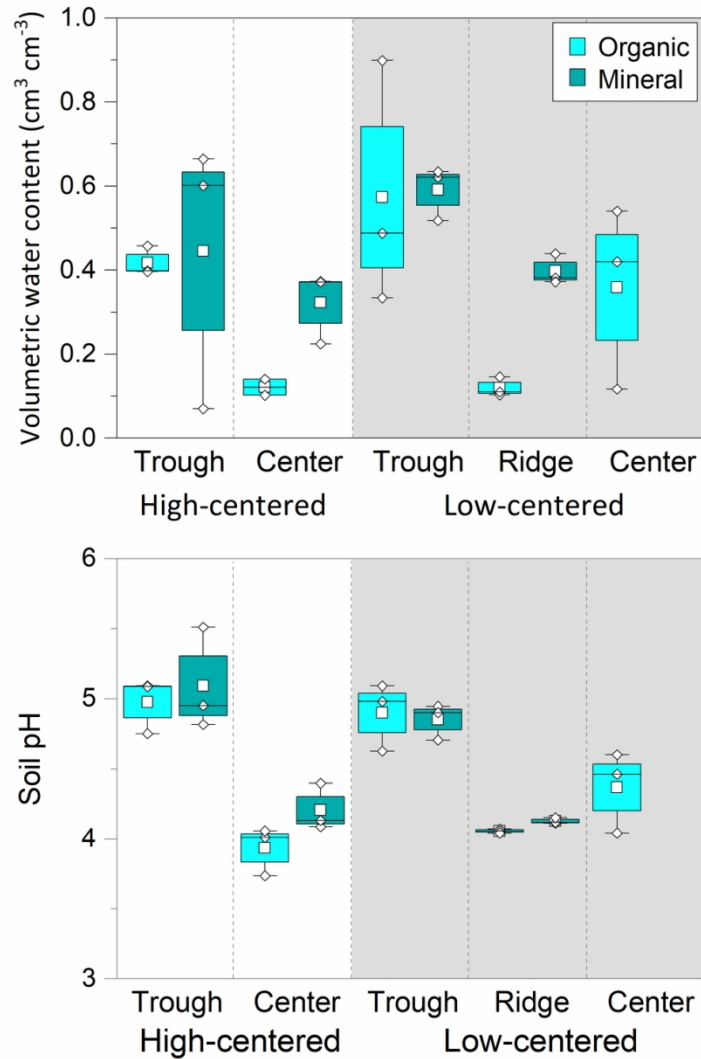 Volumetric water content (cm³ cm⁻³)
1.0
0.8
0.6
0.4
0.2
0.0
Organic
Mineral
Trough Center Trough Ridge Center
High-centered Low-centered
Soil pH
6
5
4
3
Trough Center Trough Ridge Center
High-centered Low-centered